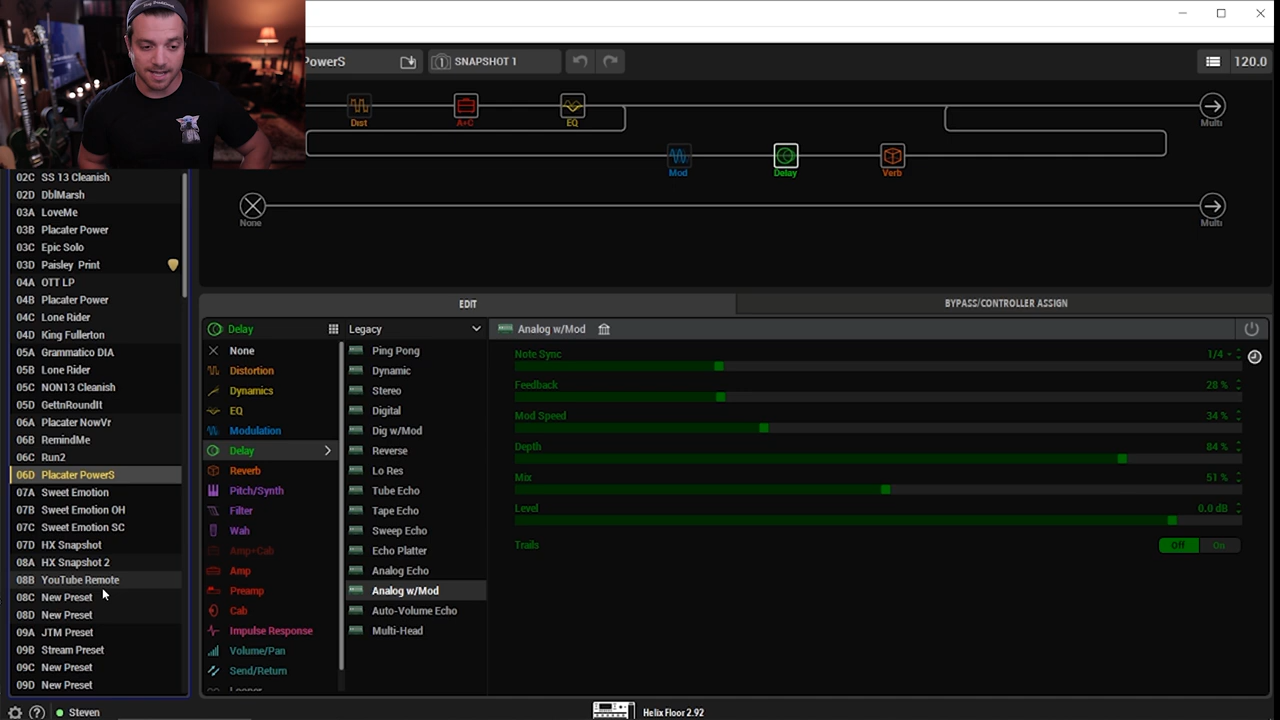 PowerS
SNAPSHOT 1
120.0
Dist
A+C
EQ
Multi
Mod
Delay
Verb
None
Multi
02C SS 13 Cleanish
02D DblMarsh
03A LoveMe
03B Placater Power
03C Epic Solo
03D Paisley Print
04A OTT LP
04B Placater Power
04C Lone Rider
04D King Fullerton
05A Grammatico DIA
05B Lone Rider
05C NON13 Cleanish
05D GettnRoundIt
06A Placater NowVr
06B RemindMe
06C Run2
06D Placater PowerS
07A Sweet Emotion
07B Sweet Emotion OH
07C Sweet Emotion SC
07D HX Snapshot
08A HX Snapshot 2
08B YouTube Remote
08C New Preset
08D New Preset
09A JTM Preset
09B Stream Preset
09C New Preset
09D New Preset
EDIT
BYPASS/CONTROLLER ASSIGN
Delay
None
Distortion
Dynamics
EQ
Modulation
Delay
Reverb
Pitch/Synth
Filter
Wah
Amp+Cab
Amp
Preamp
Cab
Impulse Response
Volume/Pan
Send/Return
Looper
Legacy
Ping Pong
Dynamic
Stereo
Digital
Dig w/Mod
Reverse
Lo Res
Tube Echo
Tape Echo
Sweep Echo
Echo Platter
Analog Echo
Analog w/Mod
Auto-Volume Echo
Multi-Head
Analog w/Mod
Note Sync 1/4
Feedback 28 %
Mod Speed 34 %
Depth 84 %
Mix 51 %
Level 0.0 dB
Trails Off On
Steven
Helix Floor 2.92